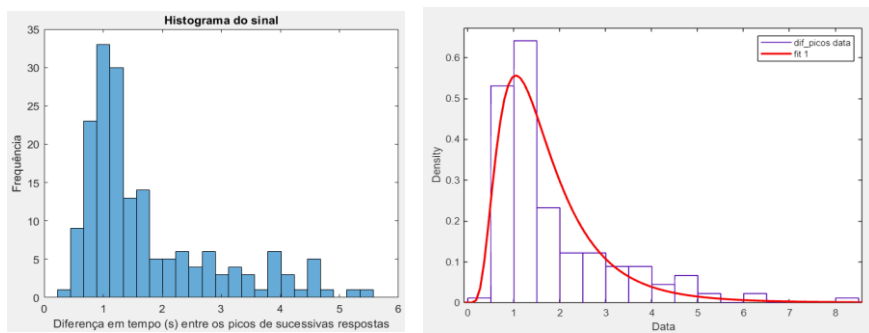 Histograma do sinal
35
30
25
20
15
10
5
0
Frequência
0 1 2 3 4 5 6
Diferença em tempo (s) entre os picos de sucessivas respostas
dif_picos data
fit 1
0.6
0.5
0.4
0.3
0.2
0.1
0
Density
0 1 2 3 4 5 6 7 8
Data